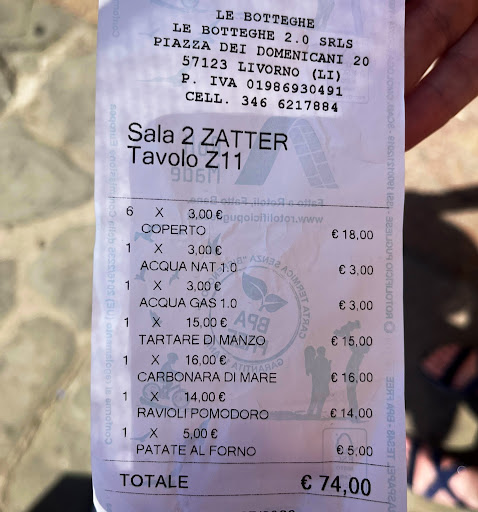 LE BOTTEGHE
LE BOTTEGHE 2.0 SRLS
PIAZZA DEI DOMENICANI 20
57123 LIVORNO (LI)
P. IVA 01986930491
CELL. 346 6217884
Sala 2 ZATTER
Tavolo Z11
6 X 3,00 €
COPERTO € 18,00
1 X 3,00 €
ACQUA NAT 1.0 € 3,00
1 X 3,00 €
ACQUA GAS 1.0 € 3,00
1 X 15,00 €
TARTARE DI MANZO € 15,00
1 X 16,00 €
CARBONARA DI MARE € 16,00
1 X 14,00 €
RAVIOLI POMODORO € 14,00
1 X 5,00 €
PATATE AL FORNO € 5,00
TOTALE € 74,00